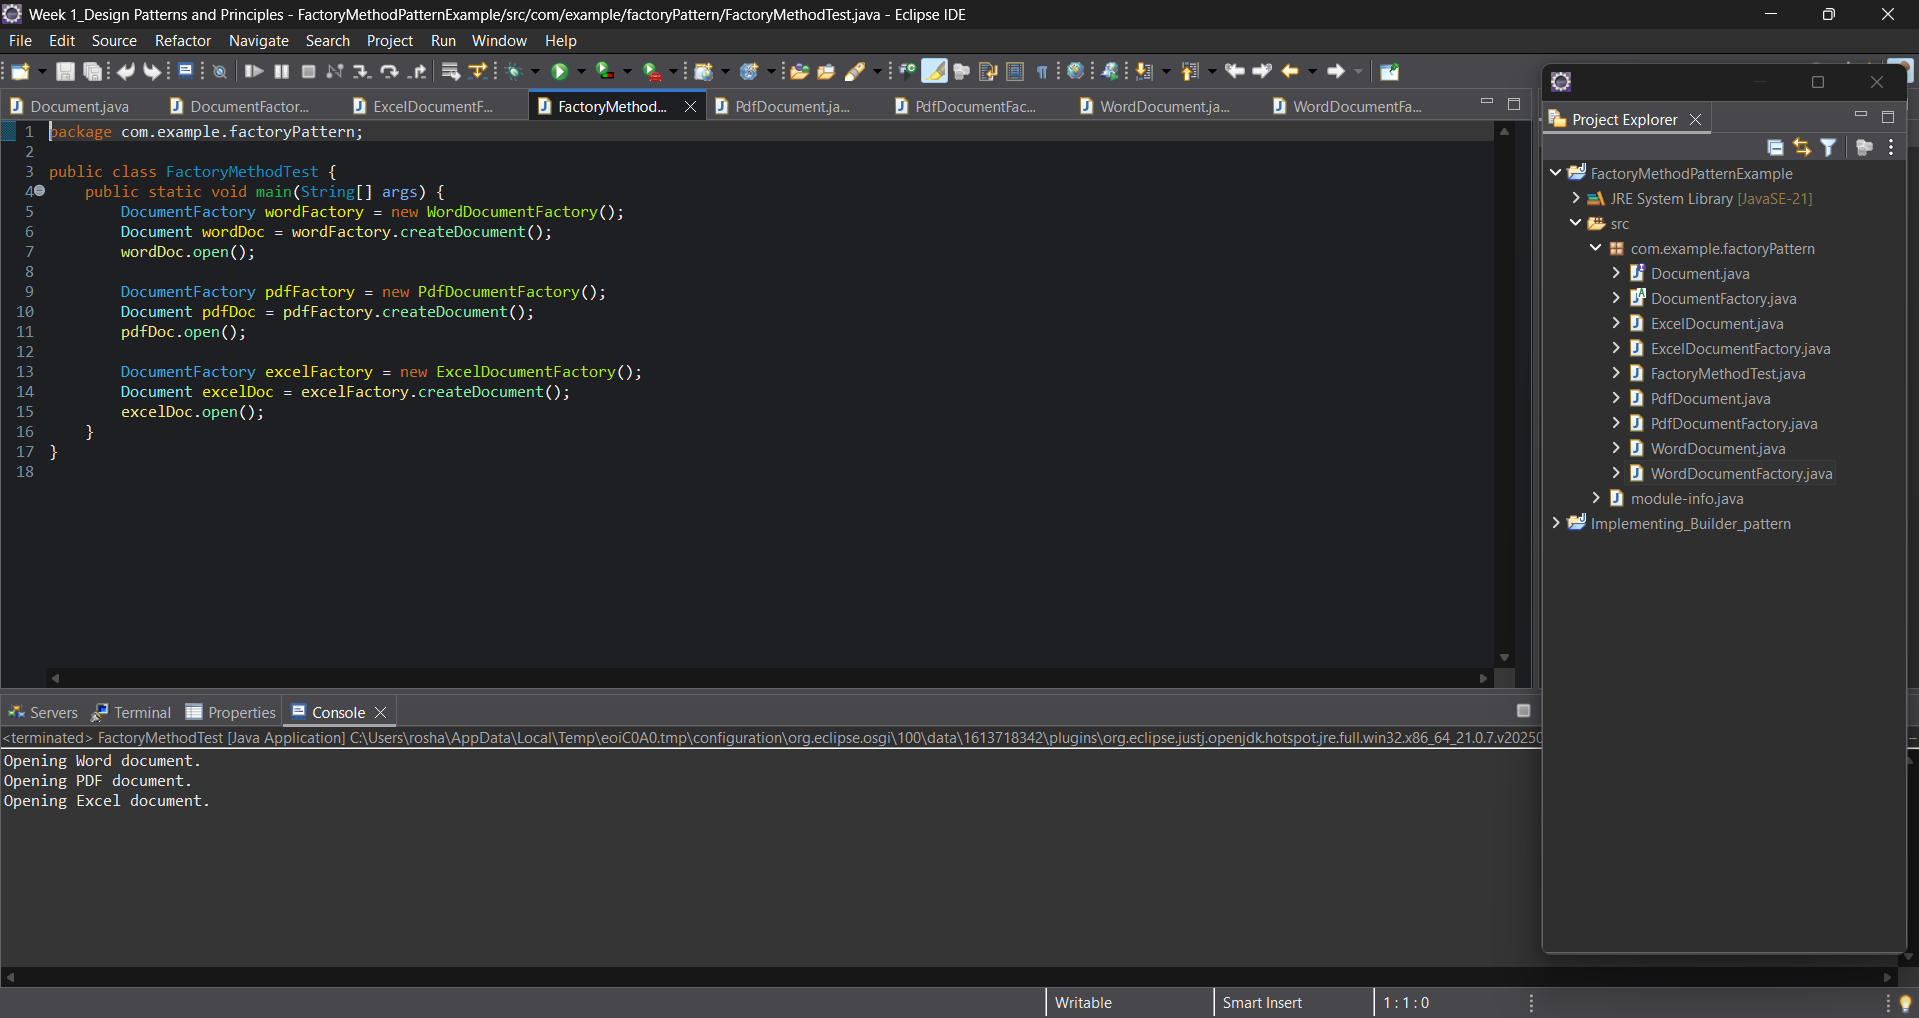 Week 1_Design Patterns and Principles - FactoryMethodPatternExample/src/com/example/factoryPattern/FactoryMethodTest.java - Eclipse IDE
File Edit Source Refactor Navigate Search Project Run Window Help
Document.java DocumentFactor... ExcelDocumentF... FactoryMethod... PdfDocument.ja... PdfDocumentFac... WordDocument.ja... WordDocumentFa...
1 package com.example.factoryPattern;
2
3 public class FactoryMethodTest {
4 public static void main(String[] args) {
5 DocumentFactory wordFactory = new WordDocumentFactory();
6 Document wordDoc = wordFactory.createDocument();
7 wordDoc.open();
8
9 DocumentFactory pdfFactory = new PdfDocumentFactory();
10 Document pdfDoc = pdfFactory.createDocument();
11 pdfDoc.open();
12
13 DocumentFactory excelFactory = new ExcelDocumentFactory();
14 Document excelDoc = excelFactory.createDocument();
15 excelDoc.open();
16 }
17 }
18
Project Explorer
FactoryMethodPatternExample
JRE System Library [JavaSE-21]
src
com.example.factoryPattern
Document.java
DocumentFactory.java
ExcelDocument.java
ExcelDocumentFactory.java
FactoryMethodTest.java
PdfDocument.java
PdfDocumentFactory.java
WordDocument.java
WordDocumentFactory.java
module-info.java
Implementing_Builder_pattern
Servers Terminal Properties Console
<terminated> FactoryMethodTest [Java Application] C:\Users\rosha\AppData\Local\Temp\eoiC0A0.tmp\configuration\org.eclipse.osgi\100\data\1613718342\plugins\org.eclipse.justj.openjdk.hotspot.jre.full.win32.x86_64_21.0.7.v20250
Opening Word document.
Opening PDF document.
Opening Excel document.
Writable Smart Insert 1 : 1 : 0